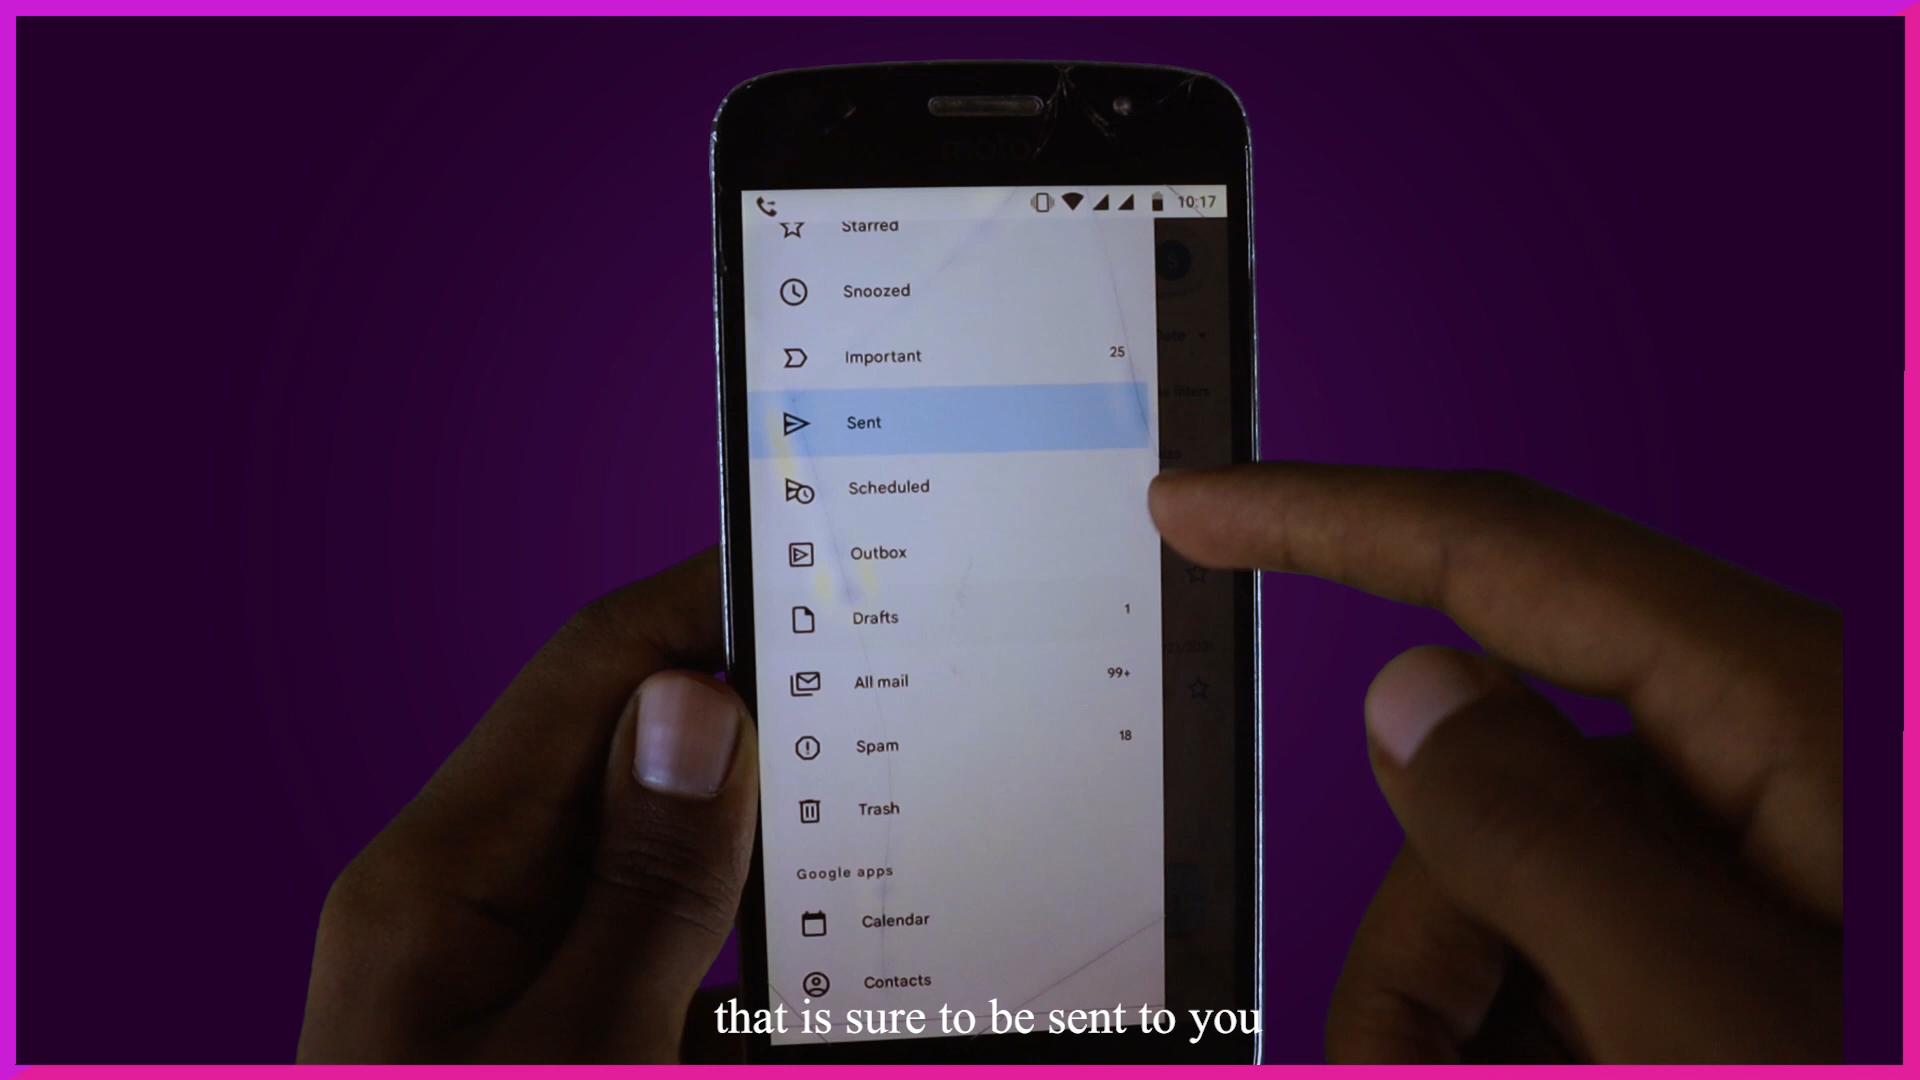 moto
10:17
Starred
Snoozed
Important 25
Sent
Scheduled
Outbox
Drafts 1
All mail 99+
Spam 18
Trash
Google apps
Calendar
Contacts
that is sure to be sent to you